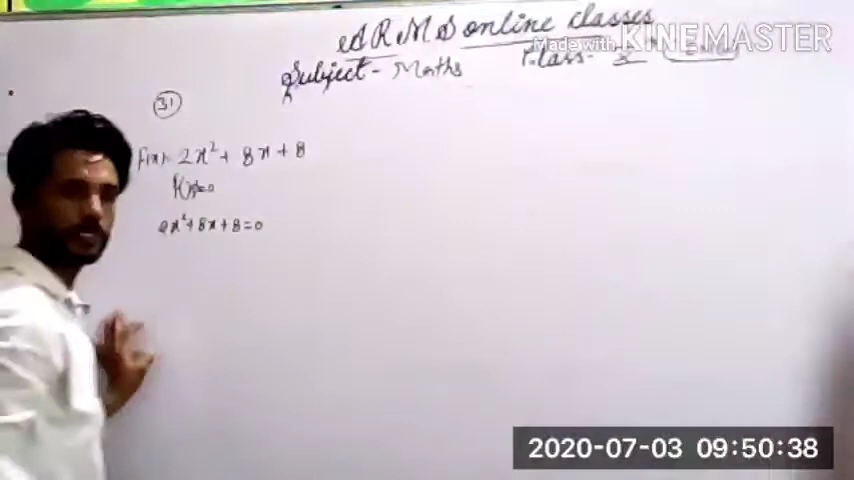 ARMS online classes
Made with KINEMASTER
Subject - Maths Class - X
31
F(x) = 2x² + 8x + 8
f(x)=0
2x² + 8x + 8 = 0
2020-07-03 09:50:38